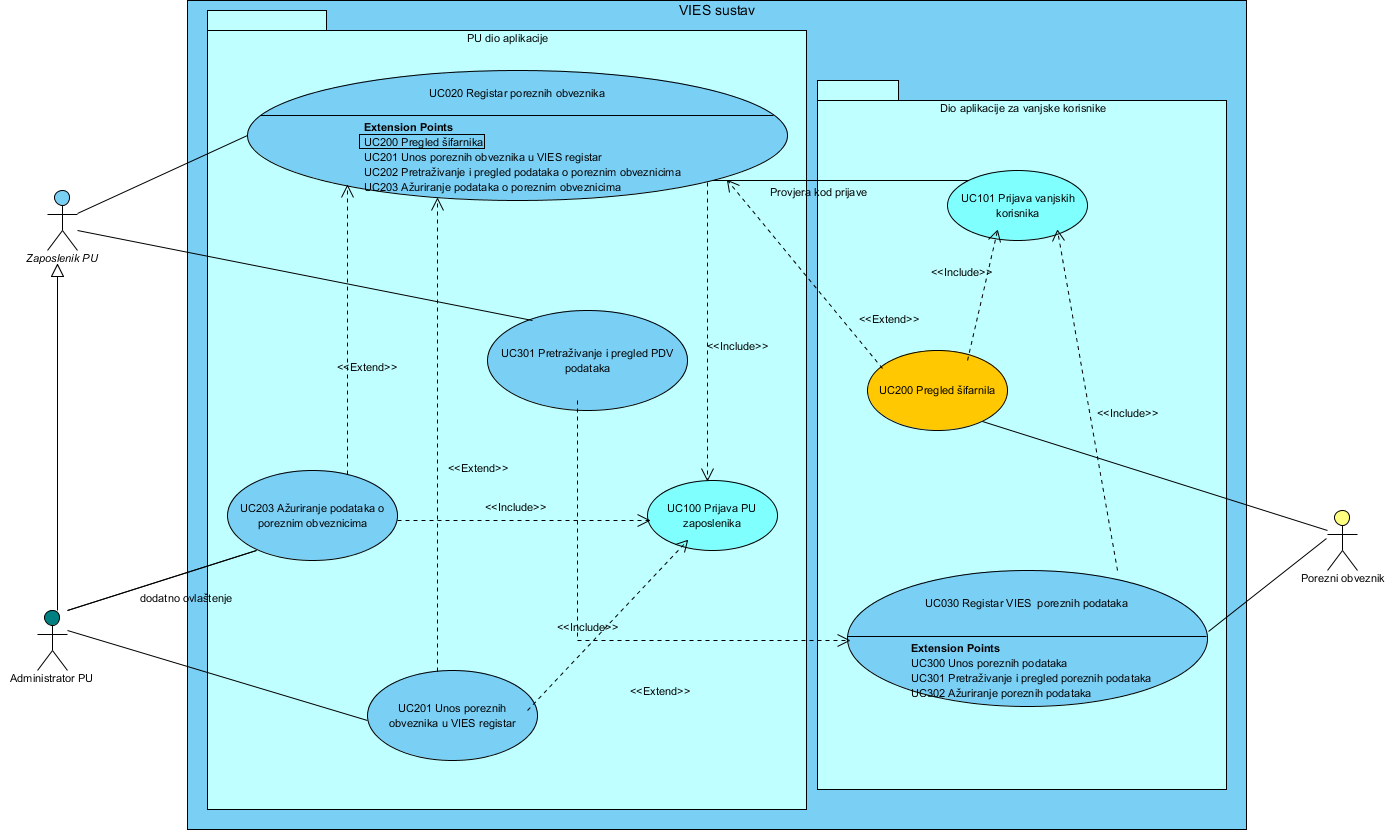 VIES sustav
PU dio aplikacije
UC020 Registar poreznih obveznika
Extension Points
UC200 Pregled šifarnika
UC201 Unos poreznih obveznika u VIES registar
UC202 Pretraživanje i pregled podataka o poreznim obveznicima
UC203 Ažuriranje podataka o poreznim obveznicima
Dio aplikacije za vanjske korisnike
Provjera kod prijave
UC101 Prijava vanjskih
korisnika
Zaposlenik PU
<<Include>>
<<Extend>>
UC301 Pretraživanje i pregled PDV
podataka
<<Include>>
<<Extend>>
UC200 Pregled šifarnila
<<Include>>
<<Extend>>
UC203 Ažuriranje podataka o
poreznim obveznicima
<<Include>>
UC100 Prijava PU
zaposlenika
Porezni obveznik
dodatno ovlaštenje
Administrator PU
<<Include>>
UC030 Registar VIES  poreznih podataka
Extension Points
UC300 Unos poreznih podataka
UC301 Pretraživanje i pregled poreznih podataka
UC302 Ažuriranje poreznih podataka
<<Extend>>
UC201 Unos poreznih
obveznika u VIES registar